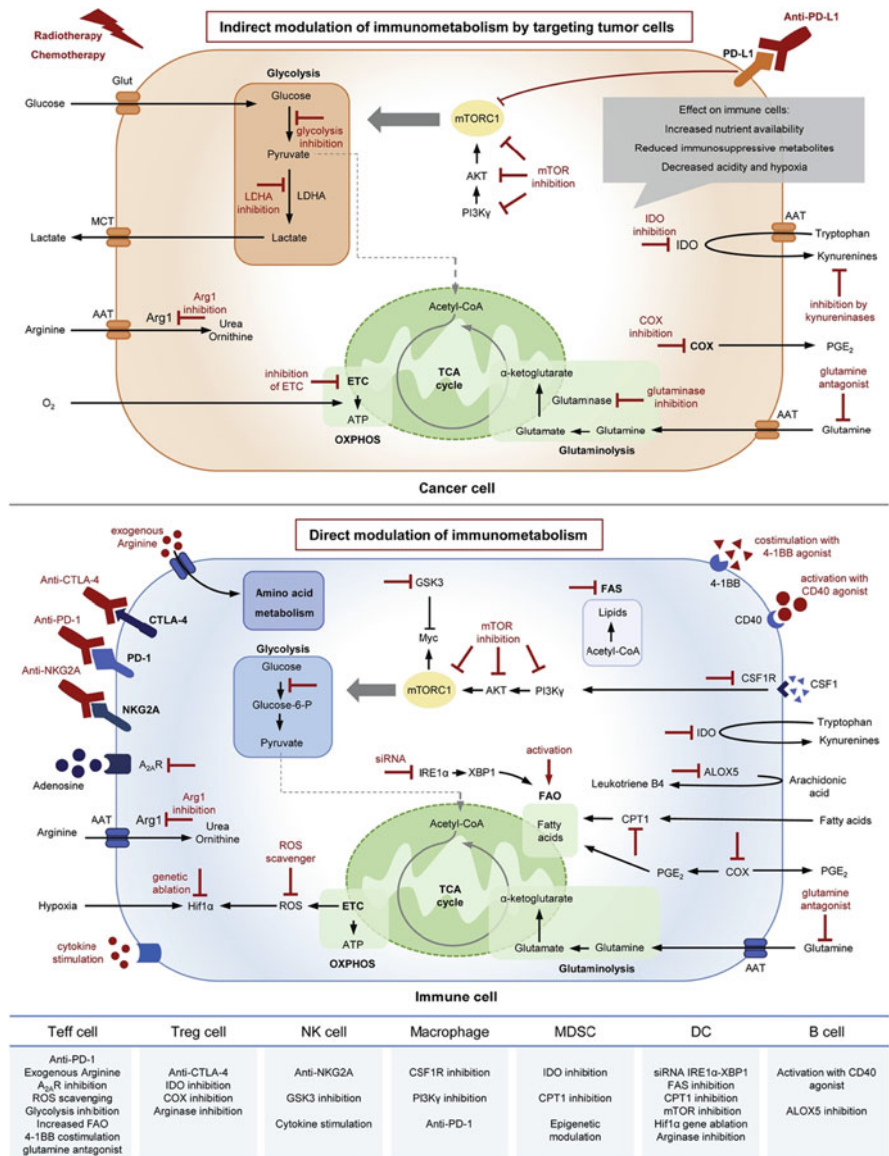 Radiotherapy
Chemotherapy
Indirect modulation of immunometabolism by targeting tumor cells
Anti-PD-L1
PD-L1
Glut
Glucose
Glycolysis
Glucose
glycolysis
inhibition
Pyruvate
LDHA
inhibition
LDHA
Lactate
MCT
Lactate
mTORC1
AKT
PI3Kγ
mTOR
inhibition
Effect on immune cells:
Increased nutrient availability
Reduced immunosuppressive metabolites
Decreased acidity and hypoxia
IDO
inhibition
IDO
AAT
Tryptophan
Kynurenines
inhibition by
kynureninases
AAT
Arginine
Arg1
Arg1
inhibition
Urea
Ornithine
Acetyl-CoA
TCA
cycle
COX
inhibition
COX
PGE2
inhibition
of ETC
ETC
ATP
OXPHOS
O2
α-ketoglutarate
Glutamnase
glutaminase
inhibition
Glutamate
Glutamine
Glutaminolysis
glutamine
antagonist
AAT
Glutamine
Cancer cell
Direct modulation of immunometabolism
exogenous
Arginine
Amino acid
metabolism
Anti-CTLA-4
CTLA-4
Anti-PD-1
PD-1
Anti-NKG2A
NKG2A
Glycolysis
Glucose
Glucose-6-P
Pyruvate
GSK3
Myc
mTOR
inhibition
mTORC1
AKT
PI3Kγ
FAS
Lipids
Acetyl-CoA
costimulation with
4-1BB agonist
4-1BB
activation with
CD40 agonist
CD40
CSF1R
CSF1
IDO
Tryptophan
Kynurenines
Adenosine
A2AR
siRNA
IRE1α
XBP1
activation
FAO
Fatty
acids
Leukotriene B4
ALOX5
Arachidonic
acid
CPT1
Fatty acids
PGE2
COX
PGE2
AAT
Arginine
Arg1
Arg1
inhibition
Urea
Ornithine
genetic
ablation
Hypoxia
Hif1α
ROS
scavenger
ROS
ETC
ATP
OXPHOS
Acetyl-CoA
TCA
cycle
α-ketoglutarate
Glutamate
Glutamine
Glutaminolysis
glutamine
antagonist
Glutamine
AAT
cytokine
stimulation
Immune cell
Teff cell
Treg cell
NK cell
Macrophage
MDSC
DC
B cell
Anti-PD-1
Exogenous Arginine
A2AR inhibition
ROS scavenging
Glycolysis inhibition
Increased FAO
4-1BB costimulation
glutamine antagonist
Anti-CTLA-4
IDO inhibition
COX inhibition
Arginase inhibition
Anti-NKG2A
GSK3 inhibition
Cytokine stimulation
CSF1R inhibition
PI3Kγ inhibition
Anti-PD-1
IDO inhibition
CPT1 inhibition
Epigenetic
modulation
siRNA IRE1α-XBP1
FAS inhibition
CPT1 inhibition
mTOR inhibition
Hif1α gene ablation
Arginase inhibition
Activation with CD40
agonist
ALOX5 inhibition